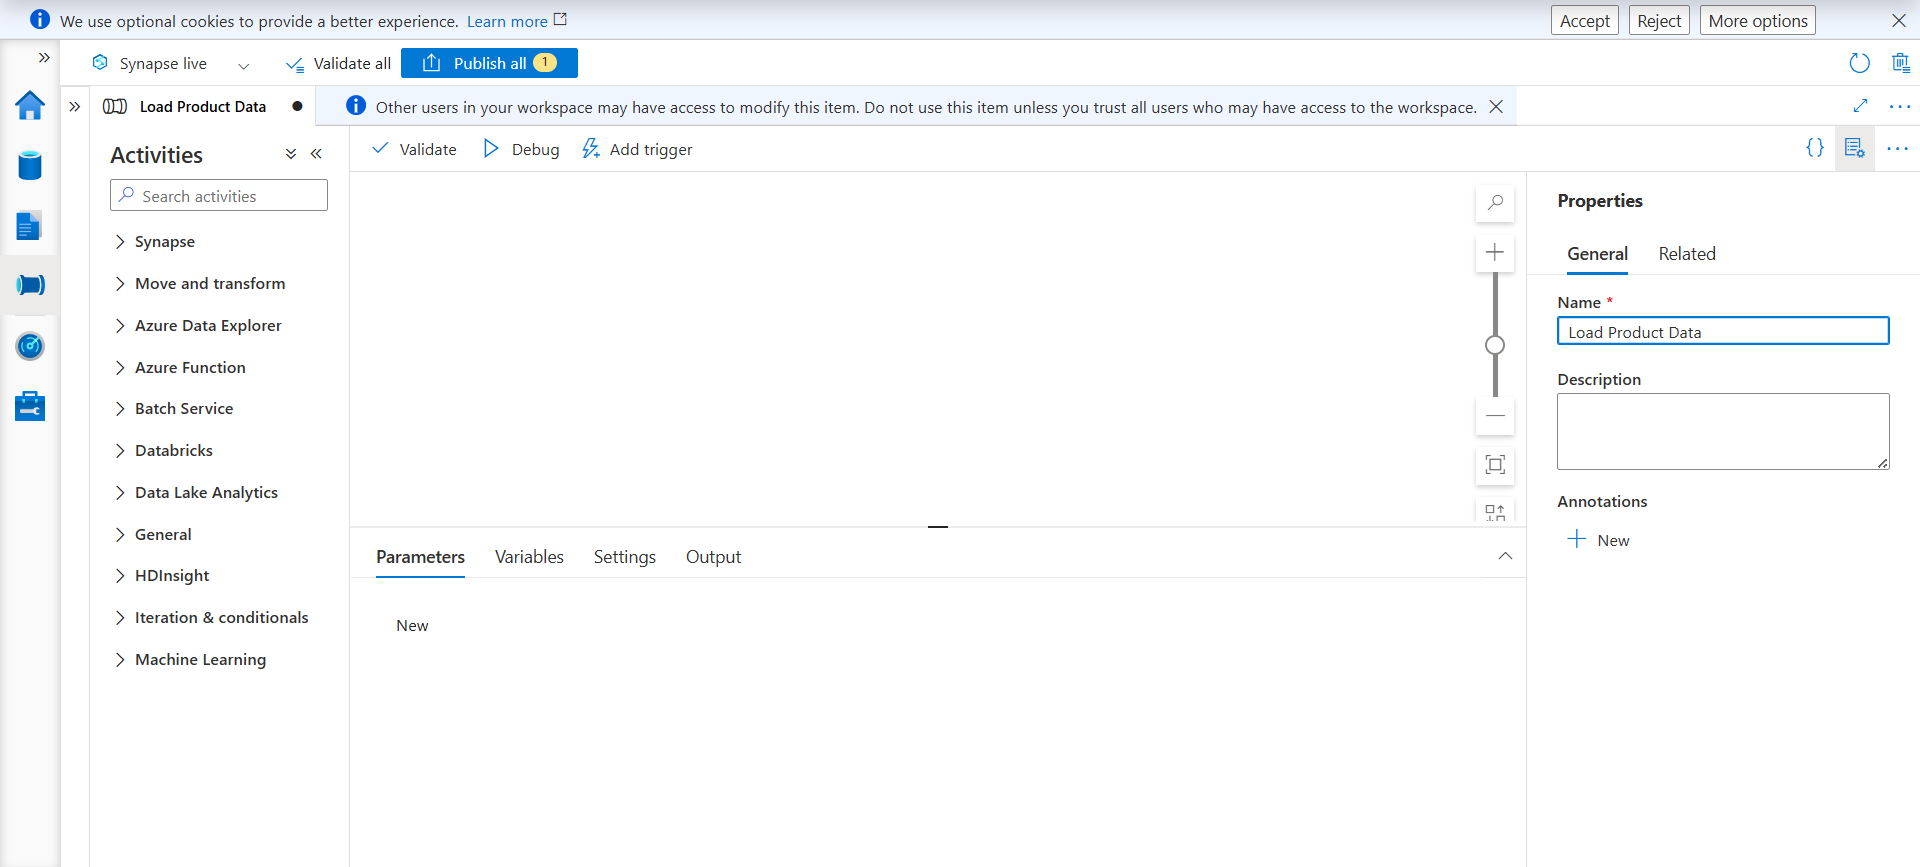 We use optional cookies to provide a better experience. Learn more
Accept
Reject
More options
Synapse live
Validate all
Publish all 1
Load Product Data
Other users in your workspace may have access to modify this item. Do not use this item unless you trust all users who may have access to the workspace.
Activities
Search activities
Synapse
Move and transform
Azure Data Explorer
Azure Function
Batch Service
Databricks
Data Lake Analytics
General
HDInsight
Iteration & conditionals
Machine Learning
Validate
Debug
Add trigger
Parameters
Variables
Settings
Output
New
Properties
General
Related
Name *
Load Product Data
Description
Annotations
New